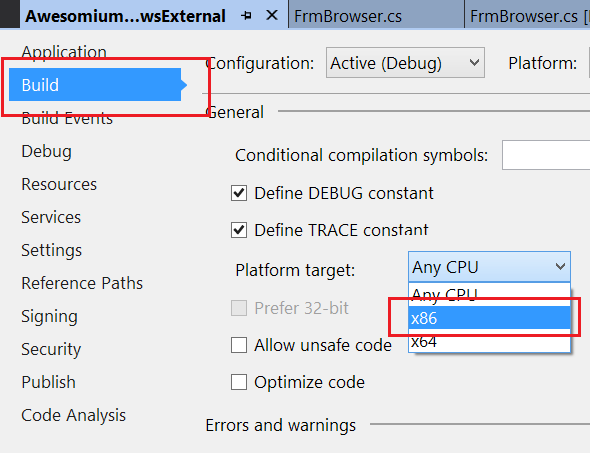 Awesomium...wsExternal FrmBrowser.cs FrmBrowser.cs [
Application
Build
Build Events
Debug
Resources
Services
Settings
Reference Paths
Signing
Security
Publish
Code Analysis
Configuration: Active (Debug) Platform:
General
Conditional compilation symbols:
Define DEBUG constant
Define TRACE constant
Platform target: Any CPU
Any CPU
x86
x64
Prefer 32-bit
Allow unsafe code
Optimize code
Errors and warnings